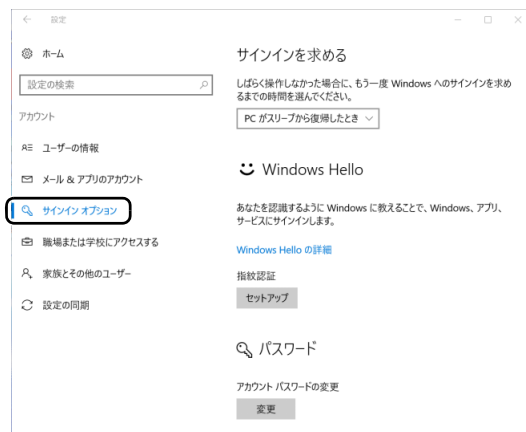 設定
ホーム
設定の検索
アカウント
ユーザーの情報
メール & アプリのアカウント
サインイン オプション
職場または学校にアクセスする
家族とその他のユーザー
設定の同期
サインインを求める
しばらく操作しなかった場合に、もう一度 Windows へのサインインを求め
るまでの時間を選んでください。
PC がスリープから復帰したとき
Windows Hello
あなたを認識するように Windows に教えることで、Windows、アプリ、
サービスにサインインします。
Windows Hello の詳細
指紋認証
セットアップ
パスワード
アカウント パスワードの変更
変更